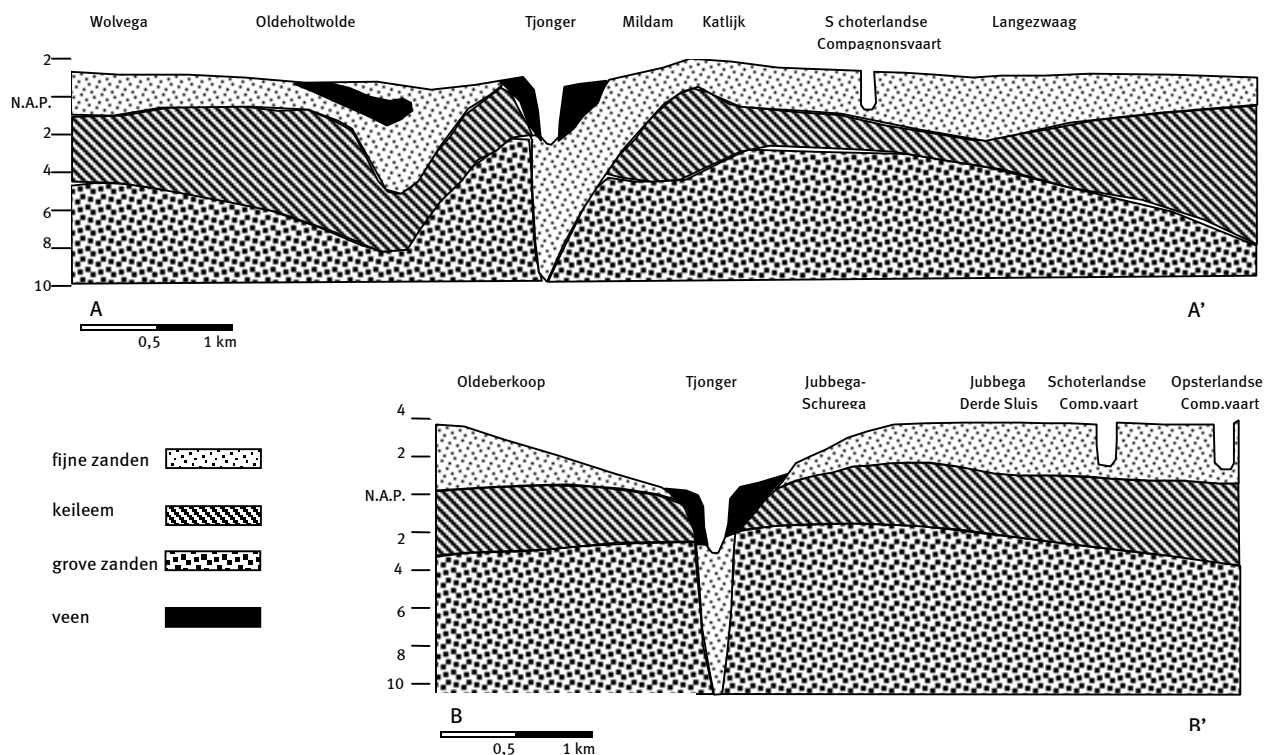 Wolvega Oldeholtwolde Tjonger Mildam Katlijk S choterlandse Langezwaag
Compagnonsvaart
2
N.A.P.
2
4
6
8
10
A A'
0,5 1 km
Oldeberkoop Tjonger Jubbega- Jubbega Schoterlandse Opsterlandse
Schurega Derde Sluis Comp.vaart Comp.vaart
4
2
N.A.P.
2
4
6
8
10
fijne zanden
keileem
grove zanden
veen
B B'
0,5 1 km